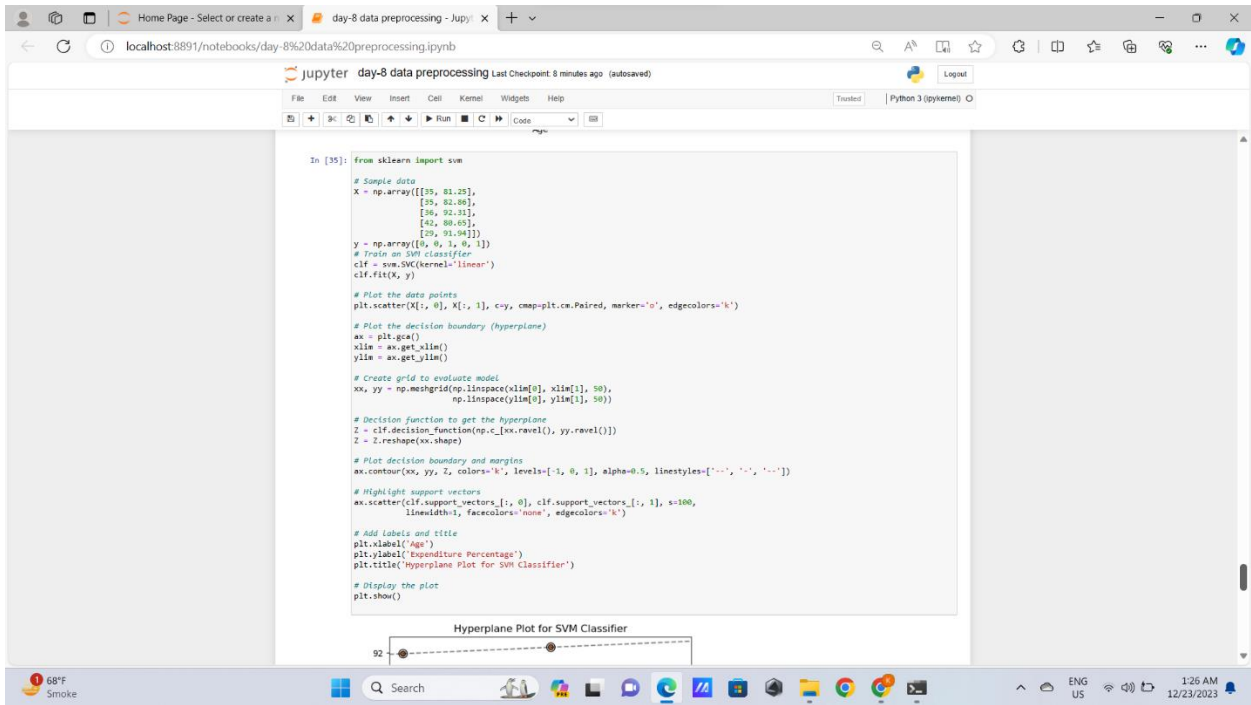 Home Page - Select or create a n
day-8 data preprocessing - Jupyt
localhost:8891/notebooks/day-8%20data%20preprocessing.ipynb
jupyter day-8 data preprocessing Last Checkpoint: 8 minutes ago (autosaved)
Logout
File Edit View Insert Cell Kernel Widgets Help
Trusted
Python 3 (ipykernel)
Run
Code
Age
In [35]: from sklearn import svm
# Sample data
X = np.array([[35, 81.25],
[35, 82.86],
[36, 92.31],
[42, 80.65],
[29, 91.94]])
y = np.array([0, 0, 1, 0, 1])
# Train an SVM classifier
clf = svm.SVC(kernel='linear')
clf.fit(X, y)
# Plot the data points
plt.scatter(X[:, 0], X[:, 1], c=y, cmap=plt.cm.Paired, marker='o', edgecolors='k')
# Plot the decision boundary (hyperplane)
ax = plt.gca()
xlim = ax.get_xlim()
ylim = ax.get_ylim()
# Create grid to evaluate model
xx, yy = np.meshgrid(np.linspace(xlim[0], xlim[1], 50),
np.linspace(ylim[0], ylim[1], 50))
# Decision function to get the hyperplane
Z = clf.decision_function(np.c_[xx.ravel(), yy.ravel()])
Z = Z.reshape(xx.shape)
# Plot decision boundary and margins
ax.contour(xx, yy, Z, colors='k', levels=[-1, 0, 1], alpha=0.5, linestyles=['--', '-', '--'])
# Highlight support vectors
ax.scatter(clf.support_vectors_[:, 0], clf.support_vectors_[:, 1], s=100,
linewidth=1, facecolors='none', edgecolors='k')
# Add labels and title
plt.xlabel('Age')
plt.ylabel('Expenditure Percentage')
plt.title('Hyperplane Plot for SVM Classifier')
# Display the plot
plt.show()
Hyperplane Plot for SVM Classifier
92
1
68°F
Smoke
Search
ENG
US
1:26 AM
12/23/2023